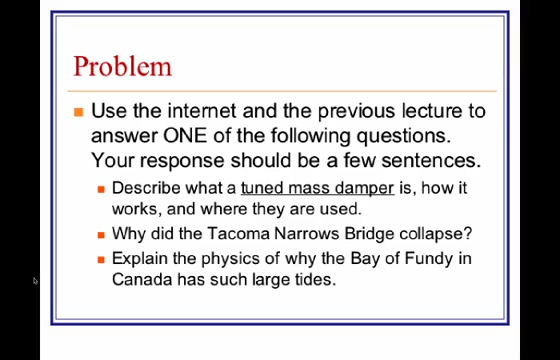 Problem
Use the internet and the previous lecture to
answer ONE of the following questions.
Your response should be a few sentences.
Describe what a tuned mass damper is, how it
works, and where they are used.
Why did the Tacoma Narrows Bridge collapse?
Explain the physics of why the Bay of Fundy in
Canada has such large tides.